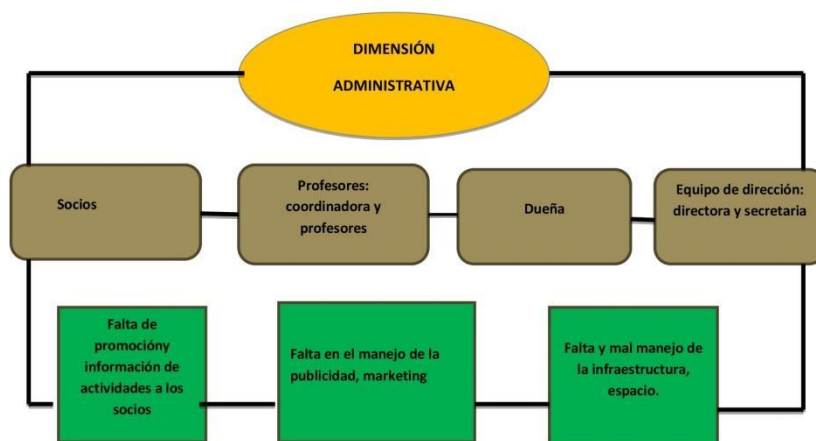 DIMENSIÓN
ADMINISTRATIVA
Socios
Profesores:
coordinadora y
profesores
Dueña
Equipo de dirección:
directora y secretaria
Falta de
promocióny
información de
actividades a los
socios
Falta en el manejo de la
publicidad, marketing
Falta y mal manejo de
la infraestructura,
espacio.